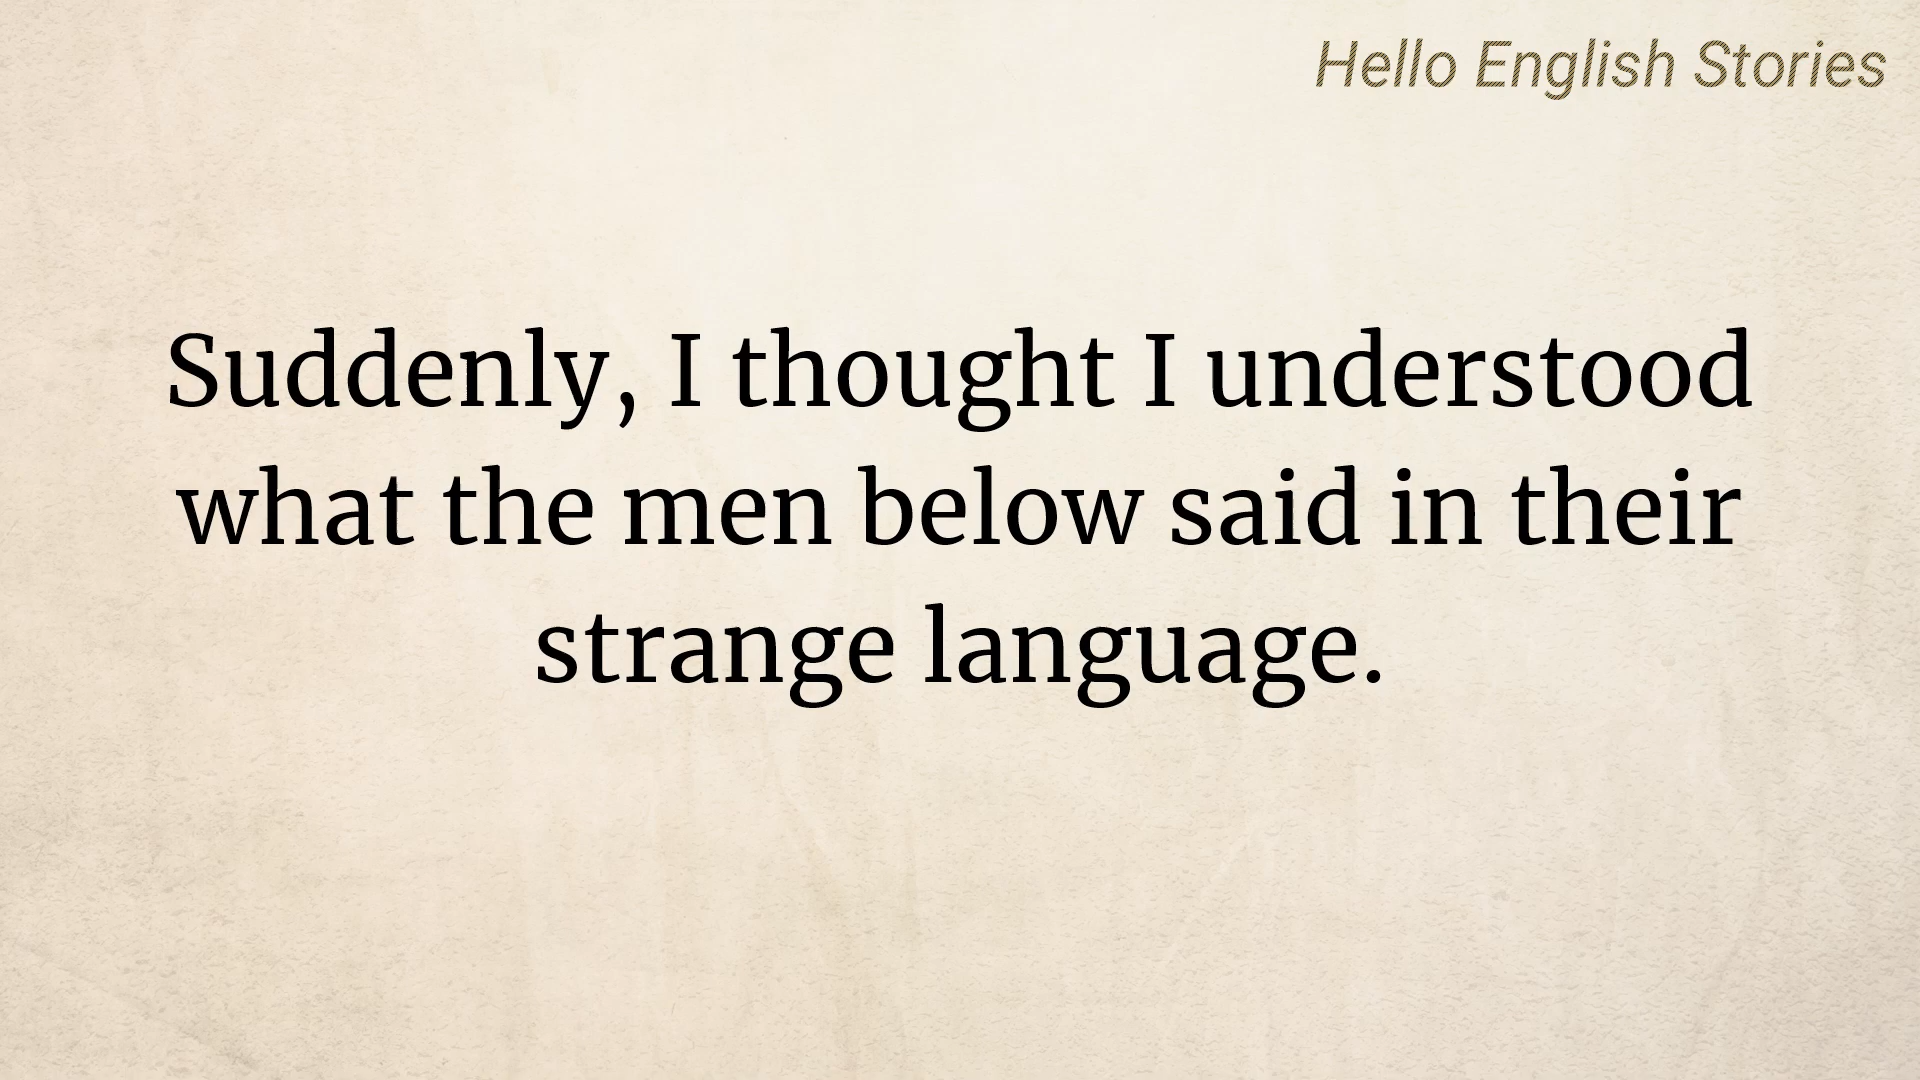 Hello English Stories
Suddenly, I thought I understood
what the men below said in their
strange language.